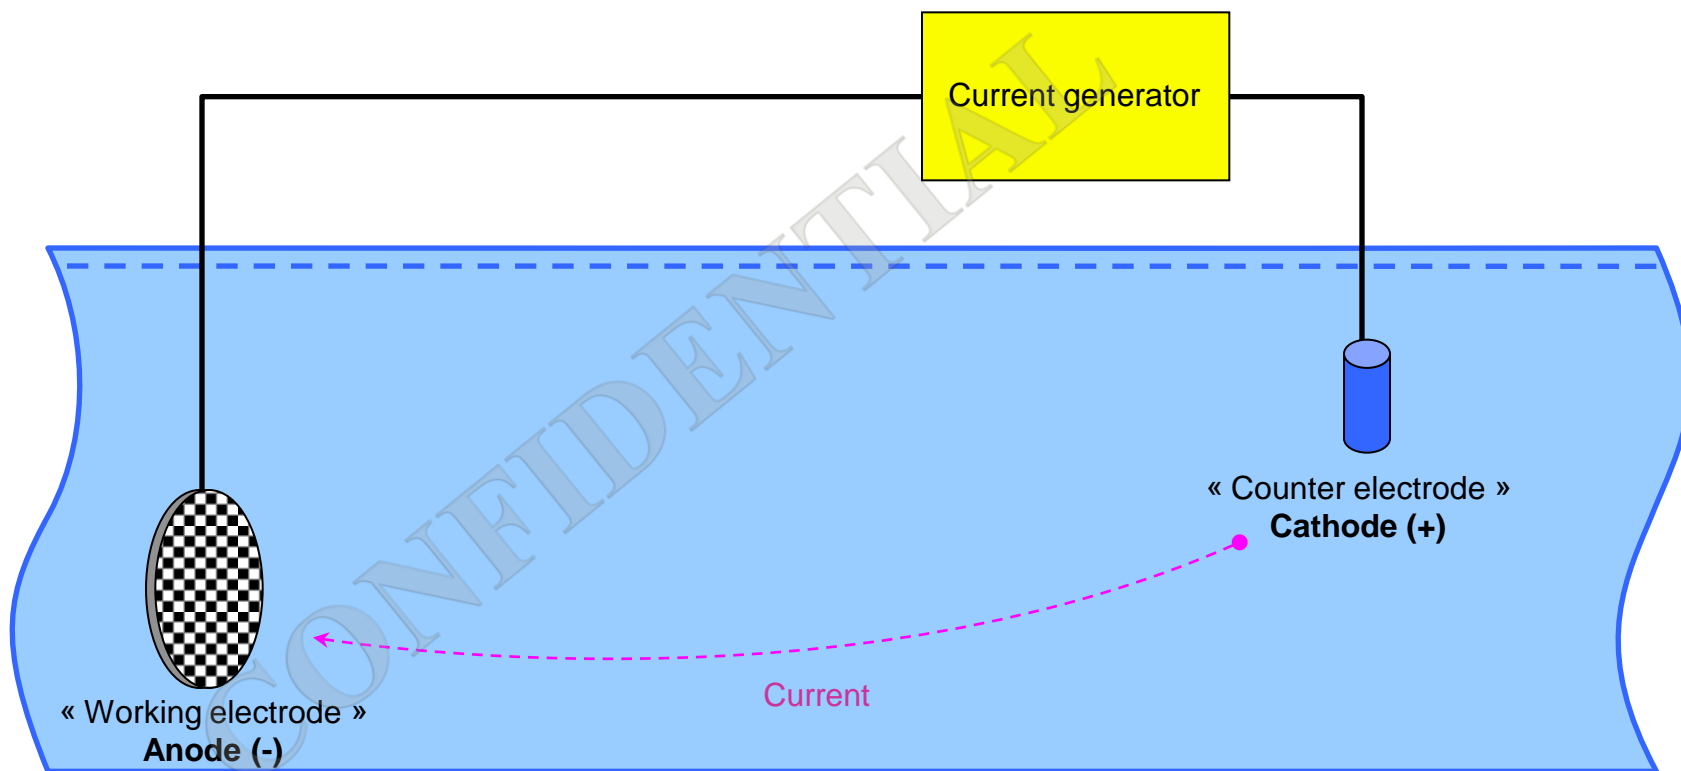 Current generator
CONFIDENTIAL
« Counter electrode »
Cathode (+)
Current
« Working electrode »
Anode (-)